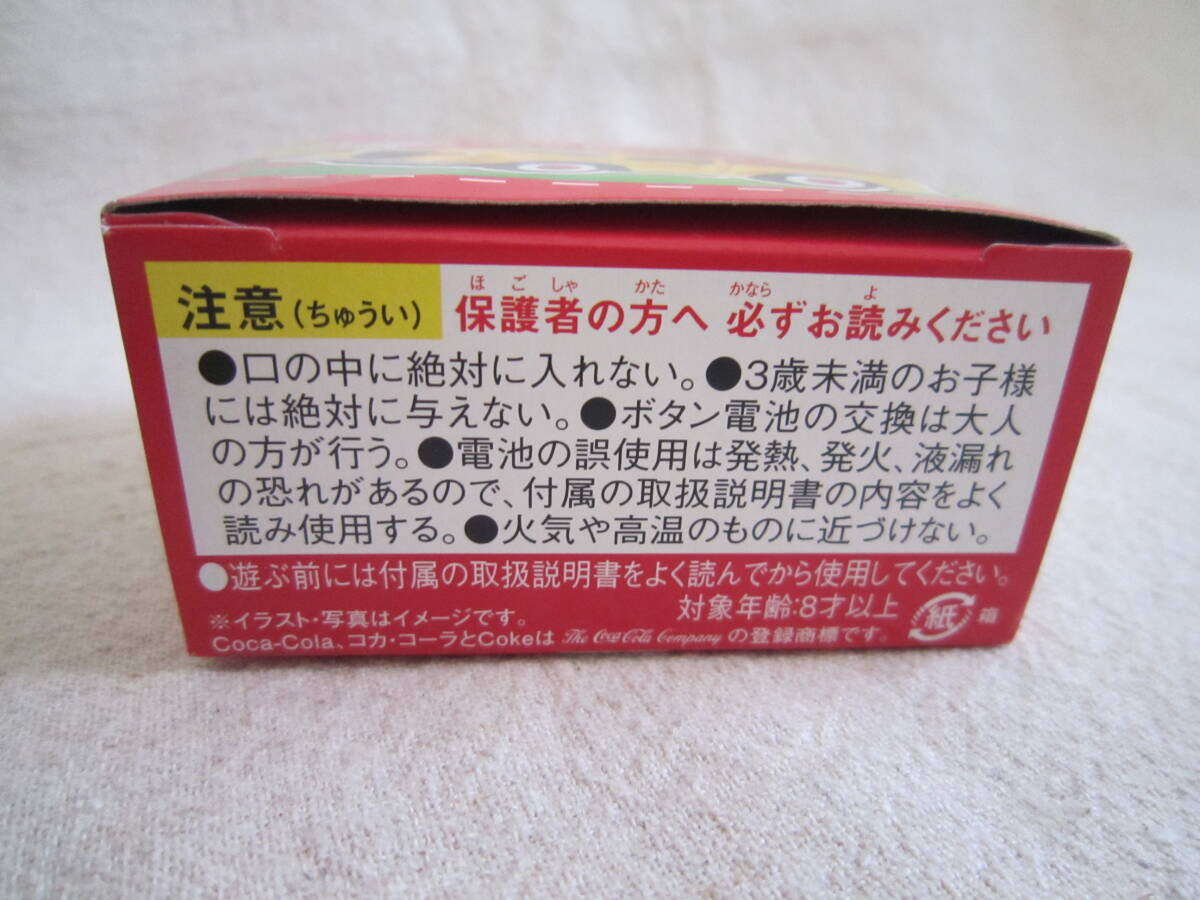 注意(ちゅうい) 保護者の方へ 必ずお読みください
ほごしゃ かた かなら よ
●口の中に絶対に入れない。●3歳未満のお子様
には絶対に与えない。●ボタン電池の交換は大人
の方が行う。●電池の誤使用は発熱、発火、液漏れ
の恐れがあるので、付属の取扱説明書の内容をよく
読み使用する。●火気や高温のものに近づけない。
●遊ぶ前には付属の取扱説明書をよく読んでから使用してください。
※イラスト・写真はイメージです。 対象年齢:8才以上 紙 箱
Coca-Cola、コカ・コーラとCokeは The Coca-Cola Company の登録商標です。